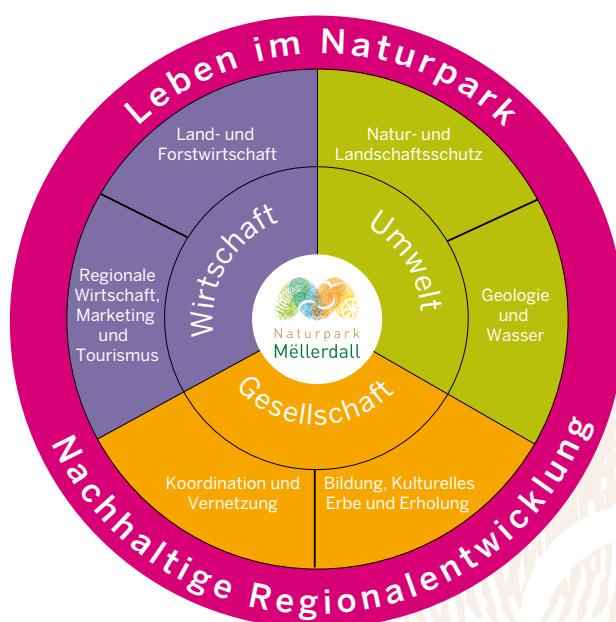 Leben im Naturpark
Land- und
Forstwirtschaft
Natur- und
Landschaftsschutz
Wirtschaft
Umwelt
Regionale
Wirtschaft,
Marketing
und
Tourismus
Geologie
und
Wasser
Naturpark
Mëllerdall
Gesellschaft
Koordination und
Vernetzung
Bildung, Kulturelles
Erbe und Erholung
Nachhaltige Regionalentwicklung